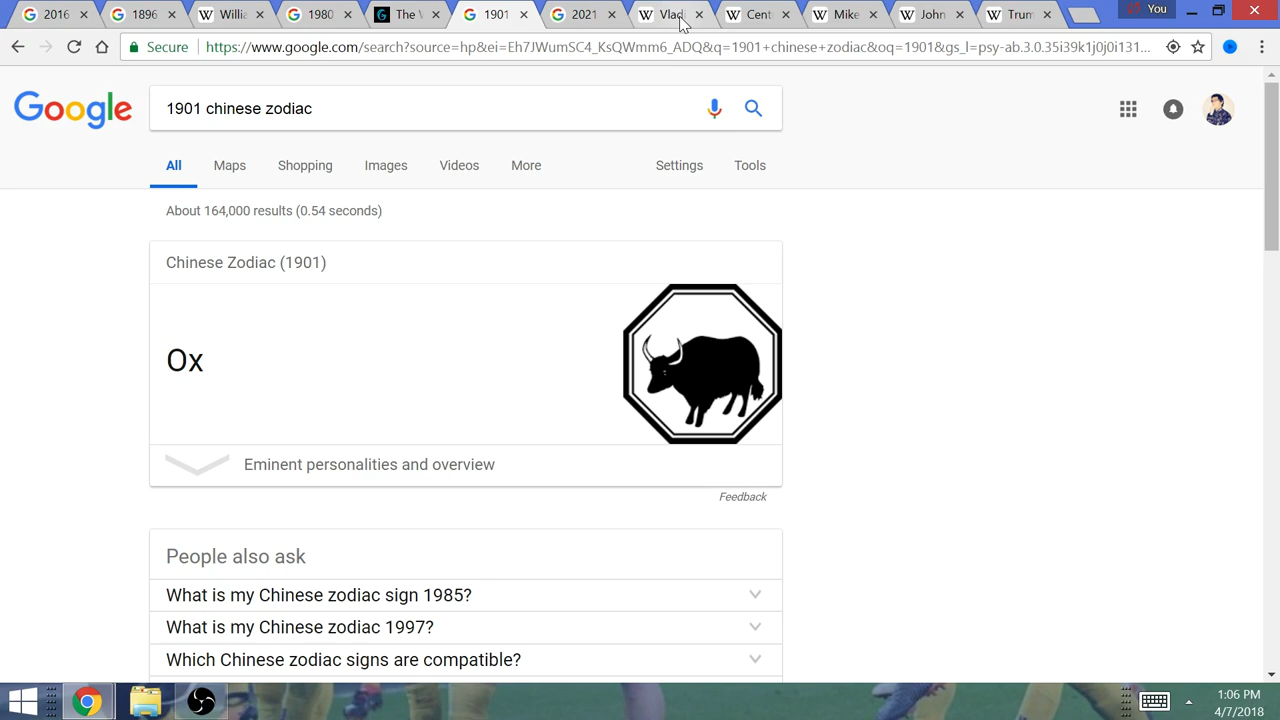 2016
1896
Willia
1980
The V
1901
2021
Vlad
Cent
Mike
John
Trum
You
Secure
https://www.google.com/search?source=hp&ei=Eh7JWumSC4_KsQWmm6_ADQ&q=1901+chinese+zodiac&oq=1901&gs_l=psy-ab.3.0.35i39k1j0j0i131...
Google
1901 chinese zodiac
All Maps Shopping Images Videos More Settings Tools
About 164,000 results (0.54 seconds)
Chinese Zodiac (1901)
Ox
Eminent personalities and overview
Feedback
People also ask
What is my Chinese zodiac sign 1985?
What is my Chinese zodiac 1997?
Which Chinese zodiac signs are compatible?
1:06 PM
4/7/2018